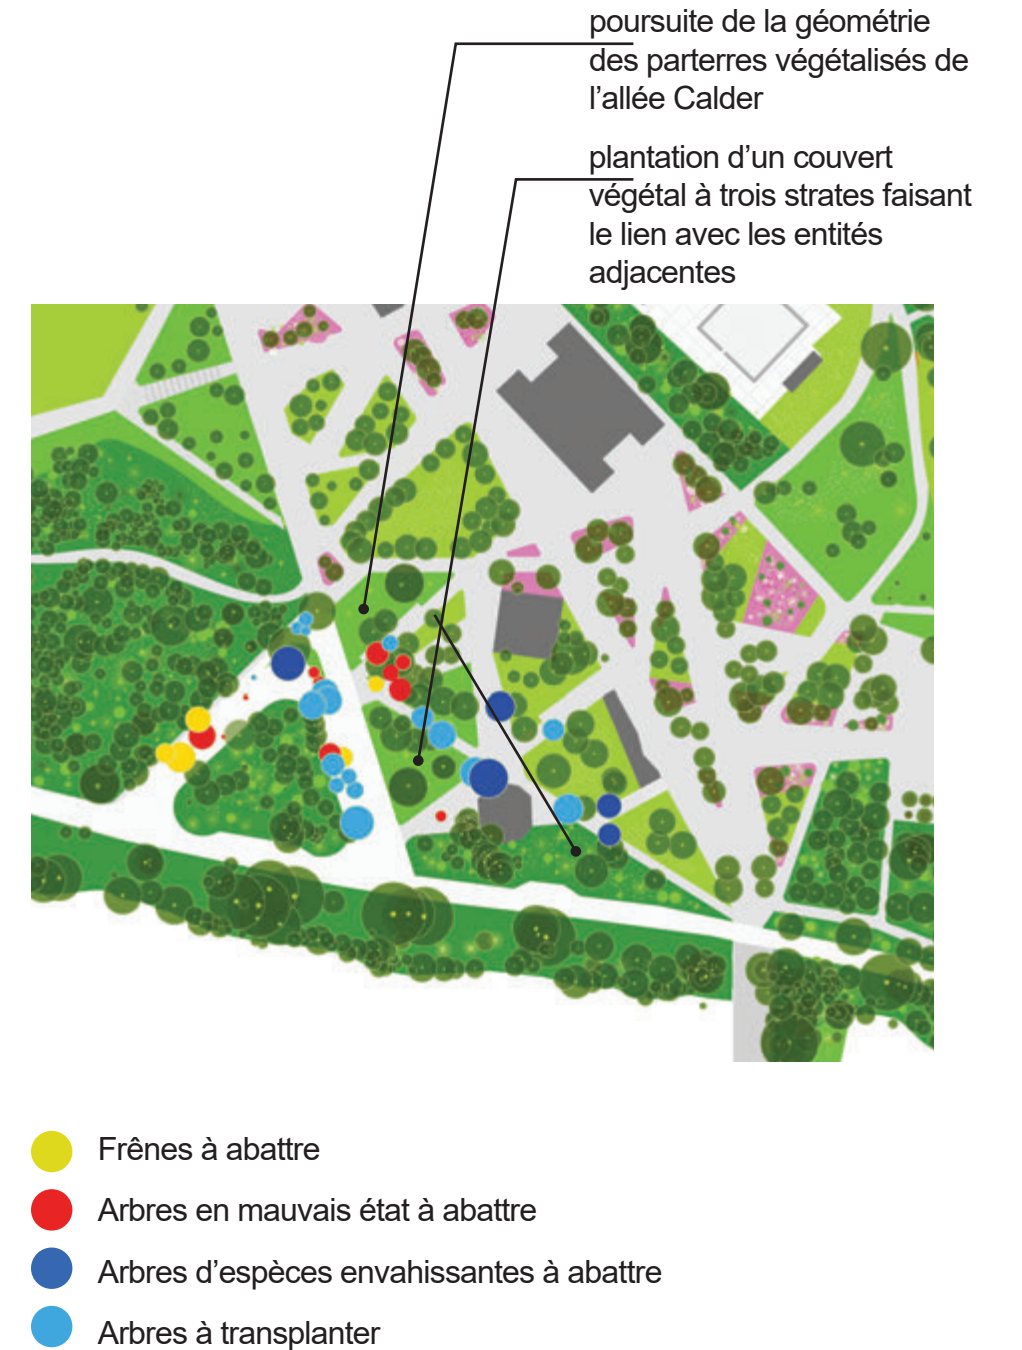 poursuite de la géométrie
des parterres végétalisés de
l’allée Calder
plantation d’un couvert
végétal à trois strates faisant
le lien avec les entités
adjacentes
Frênes à abattre
Arbres en mauvais état à abattre
Arbres d’espèces envahissantes à abattre
Arbres à transplanter